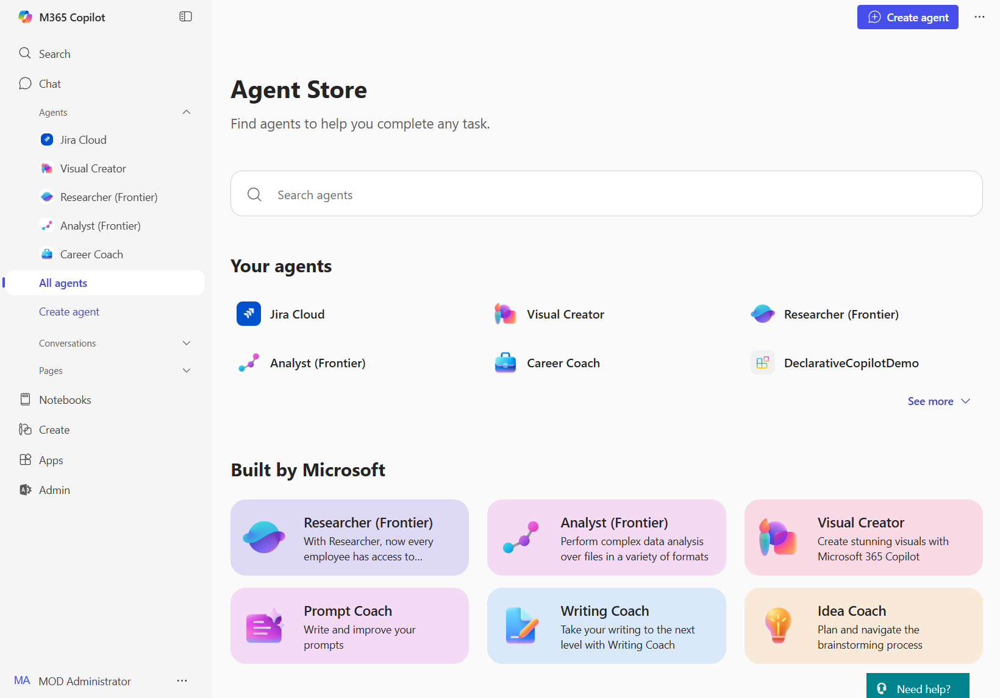 M365 Copilot
Search
Chat
Agents
Jira Cloud
Visual Creator
Researcher (Frontier)
Analyst (Frontier)
Career Coach
All agents
Create agent
Conversations
Pages
Notebooks
Create
Apps
Admin
MA MOD Administrator
Create agent
Agent Store
Find agents to help you complete any task.
Search agents
Your agents
Jira Cloud
Visual Creator
Researcher (Frontier)
Analyst (Frontier)
Career Coach
DeclarativeCopilotDemo
See more
Built by Microsoft
Researcher (Frontier)
With Researcher, now every
employee has access to...
Analyst (Frontier)
Perform complex data analysis
over files in a variety of formats
Visual Creator
Create stunning visuals with
Microsoft 365 Copilot
Prompt Coach
Write and improve your
prompts
Writing Coach
Take your writing to the next
level with Writing Coach
Idea Coach
Plan and navigate the
brainstorming process
Need help?